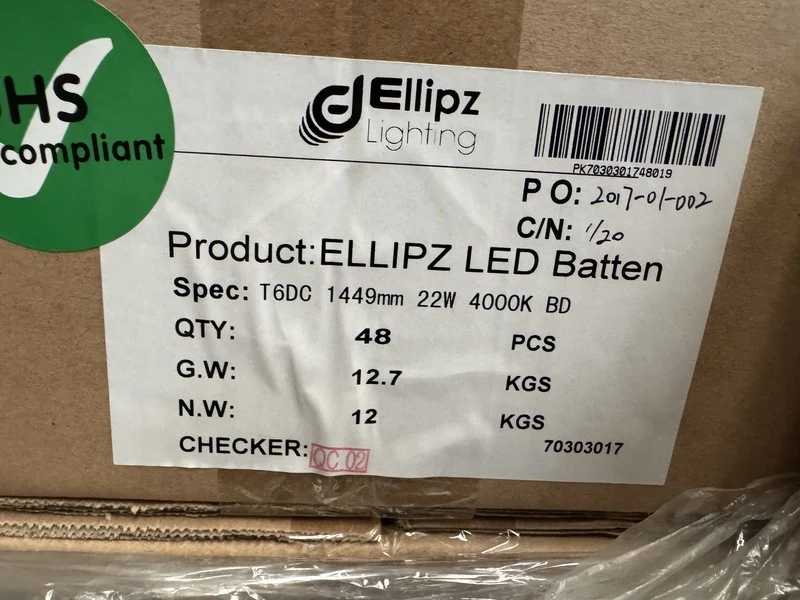 HS
compliant
Ellipz
Lighting
PK7030301748019
P O: 2017-01-002
C/N: 1/20
Product:ELLIPZ LED Batten
Spec: T6DC 1449mm 22W 4000K BD
QTY: 48 PCS
G.W: 12.7 KGS
N.W: 12 KGS
CHECKER: QC 02 70303017